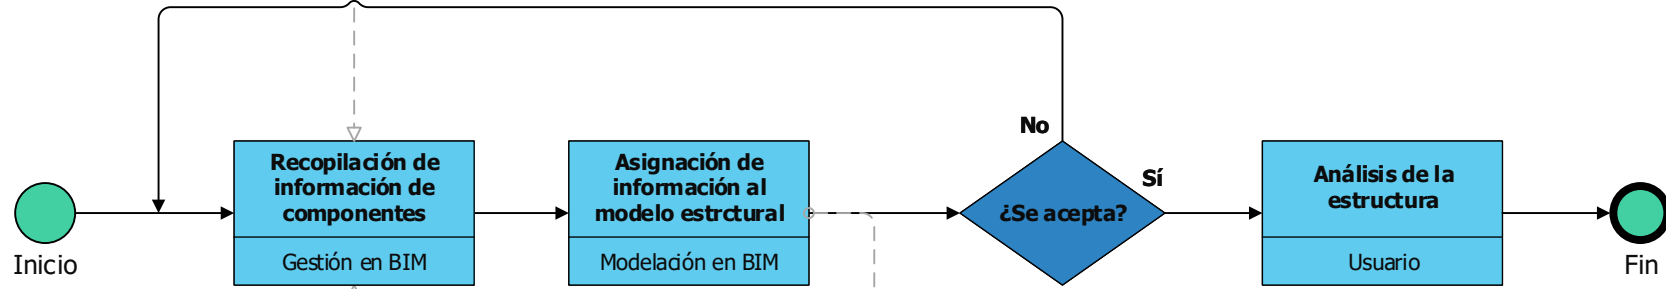 Inicio
Recopilación de
información de
componentes
Gestión en BIM
Asignación de
información al
modelo estrctural
Modelación en BIM
No
¿Se acepta?
Sí
Análisis de la
estructura
Usuario
Fin